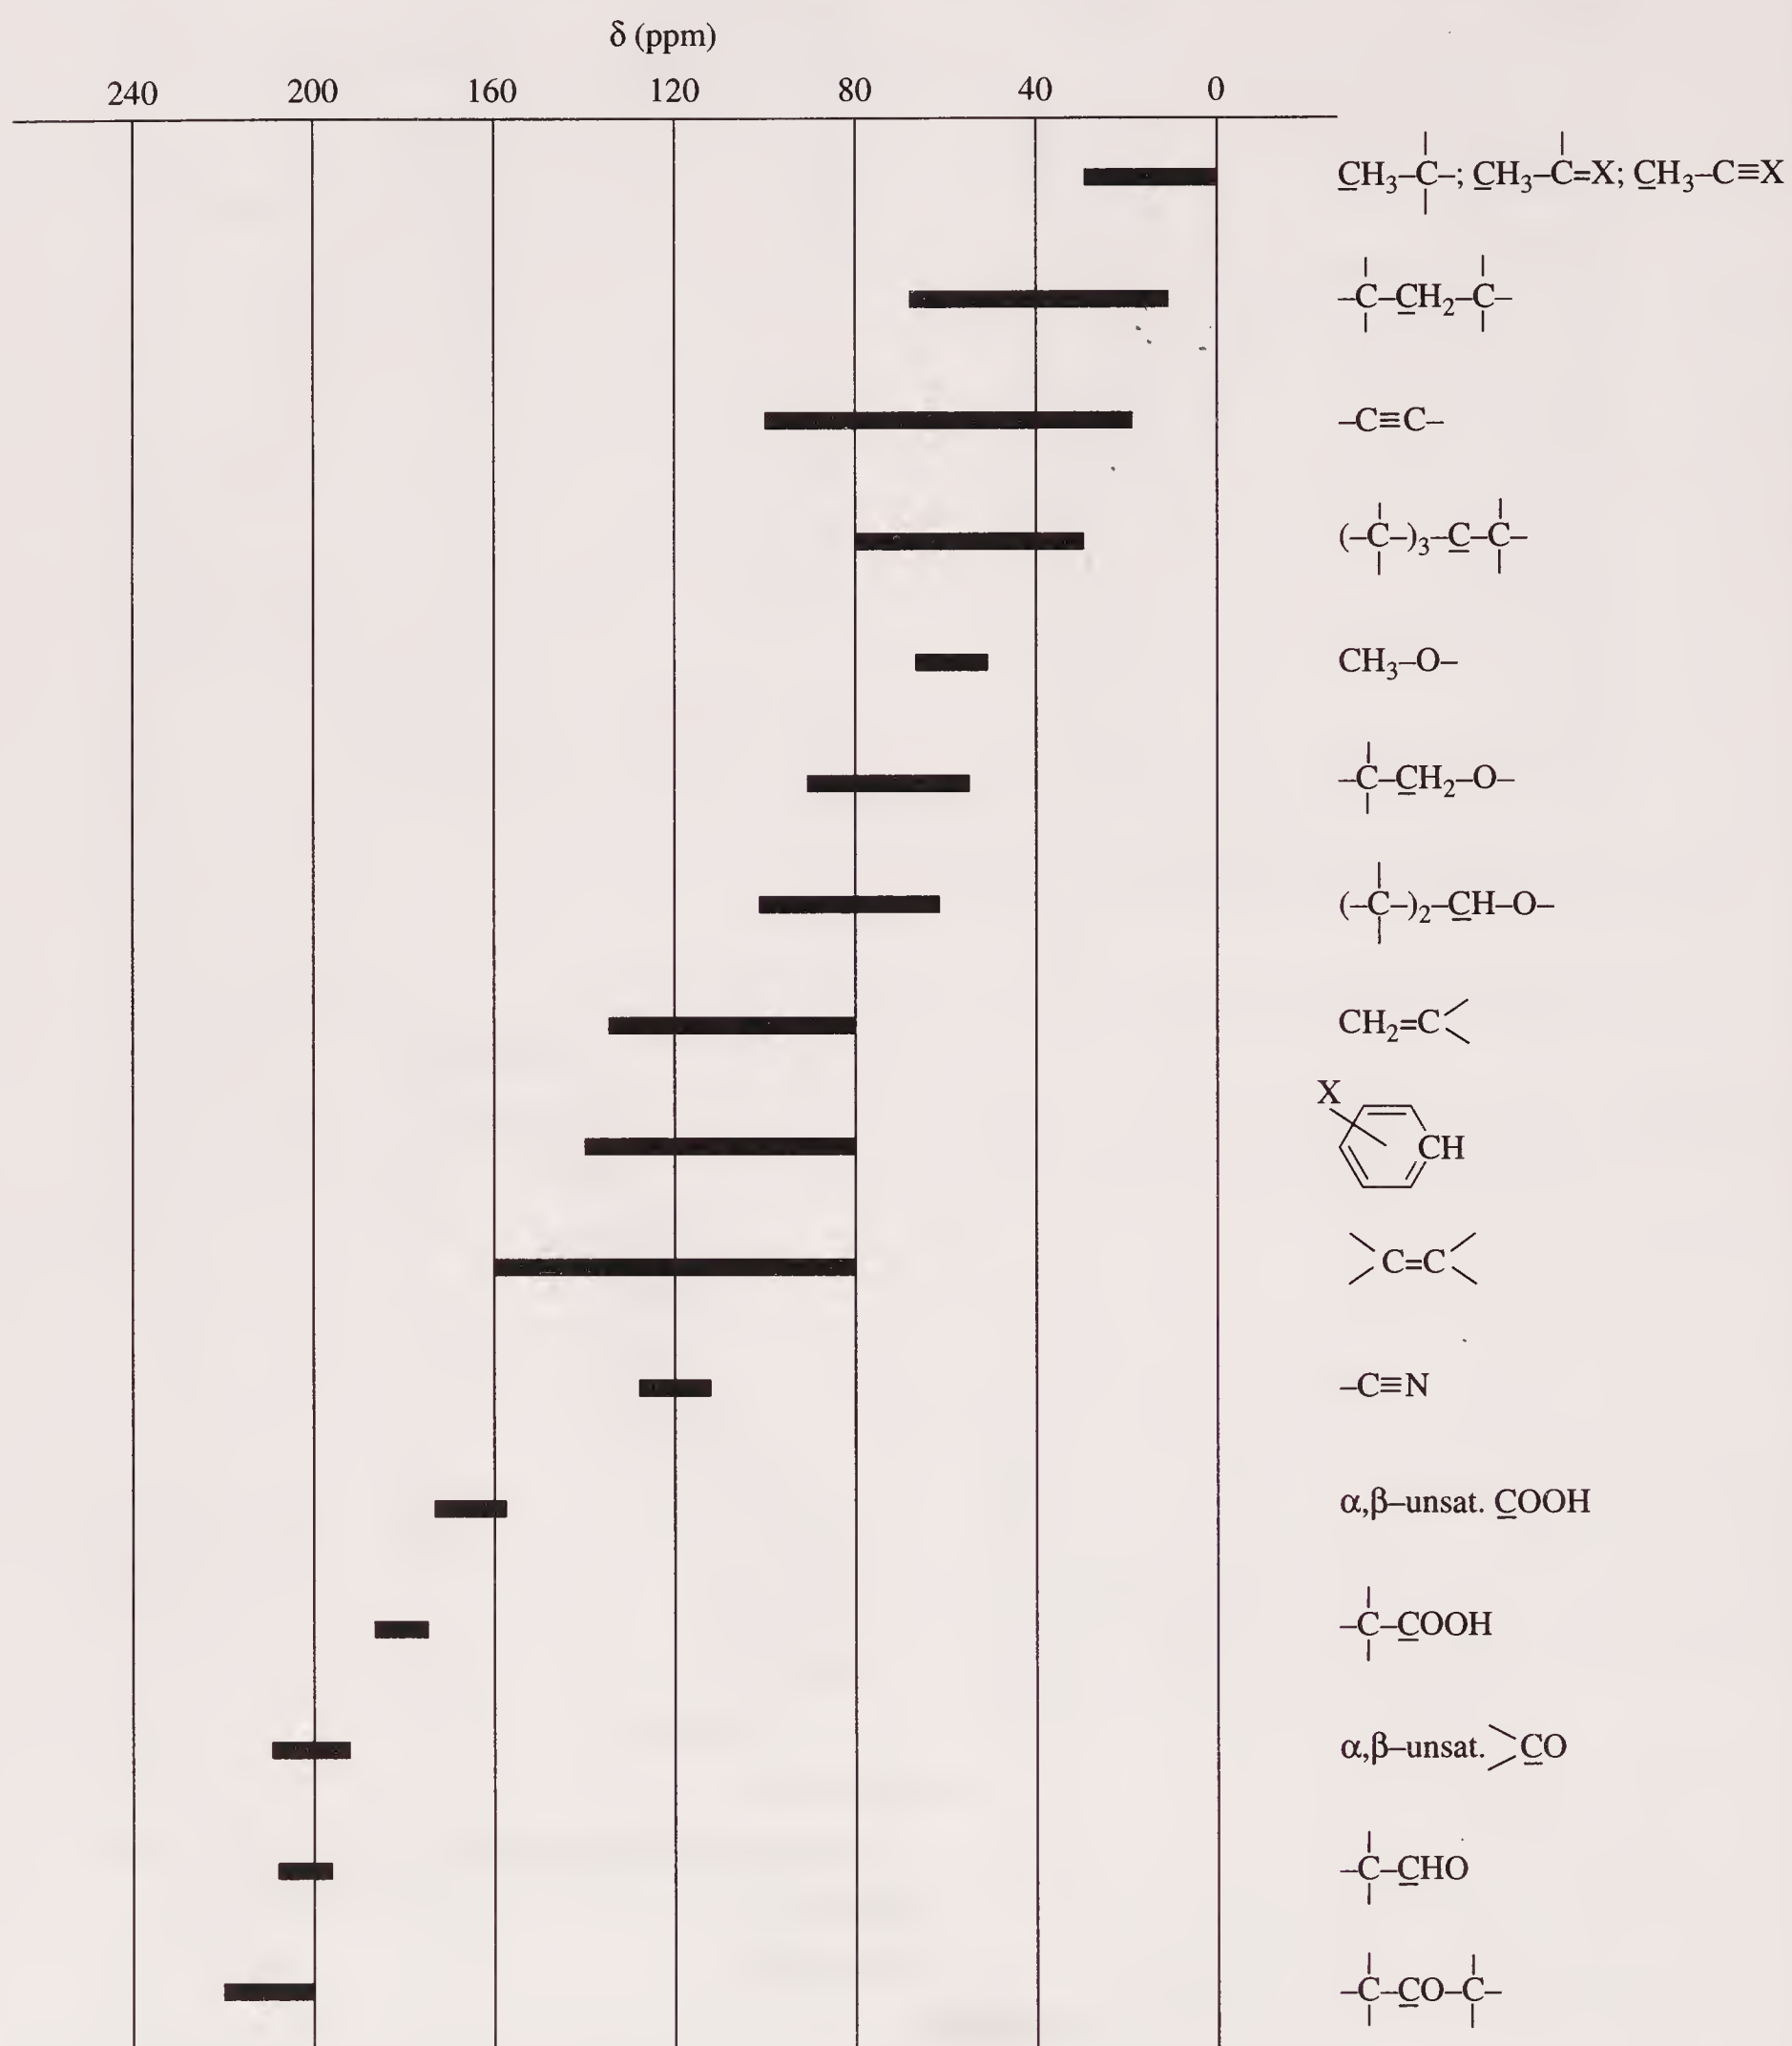 δ (ppm)
240 200 160 120 80 40 0
CH₃–C–; CH₃–C=X; CH₃–C≡X
–C–CH₂–C–
–C≡C–
(–C–)₃–C–C–
CH₃–O–
–C–CH₂–O–
(–C–)₂–CH–O–
CH₂=C
X
CH
C=C
–C≡N
α,β–unsat. COOH
–C–COOH
α,β–unsat. CO
–C–CHO
–C–CO–C–